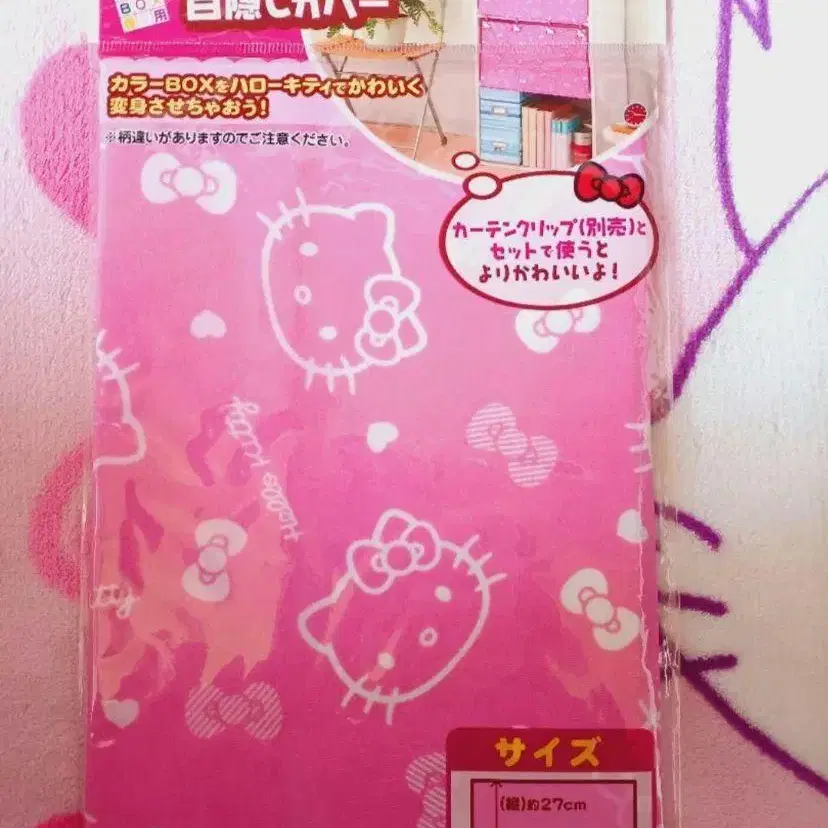 BOX用
目隠しカバー
カラーBOXをハローキティでかわいく
変身させちゃおう!
※柄違いがありますのでご注意ください。
カーテンクリップ(別売)と
セットで使うと
よりかわいいよ!
Hello Kitty
サイズ
(縦)約27cm